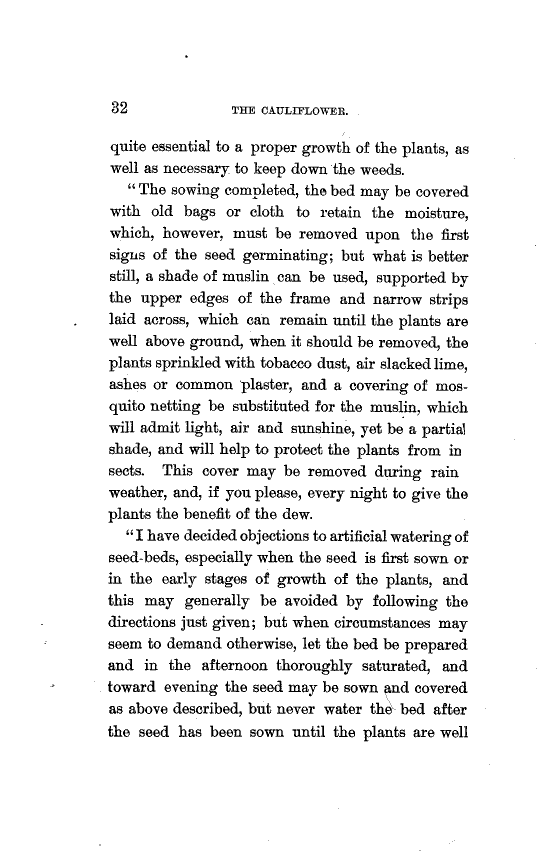 32 THE CAULIFLOWER.
quite essential to a proper growth of the plants, as
well as necessary to keep down the weeds.
“The sowing completed, the bed may be covered
with old bags or cloth to retain the moisture,
which, however, must be removed upon the first
signs of the seed germinating; but what is better
still, a shade of muslin can be used, supported by
the upper edges of the frame and narrow strips
laid across, which can remain until the plants are
well above ground, when it should be removed, the
plants sprinkled with tobacco dust, air slacked lime,
ashes or common plaster, and a covering of mos-
quito netting be substituted for the muslin, which
will admit light, air and sunshine, yet be a partial
shade, and will help to protect the plants from in
sects. This cover may be removed during rain
weather, and, if you please, every night to give the
plants the benefit of the dew.
“I have decided objections to artificial watering of
seed-beds, especially when the seed is first sown or
in the early stages of growth of the plants, and
this may generally be avoided by following the
directions just given; but when circumstances may
seem to demand otherwise, let the bed be prepared
and in the afternoon thoroughly saturated, and
toward evening the seed may be sown and covered
as above described, but never water the bed after
the seed has been sown until the plants are well